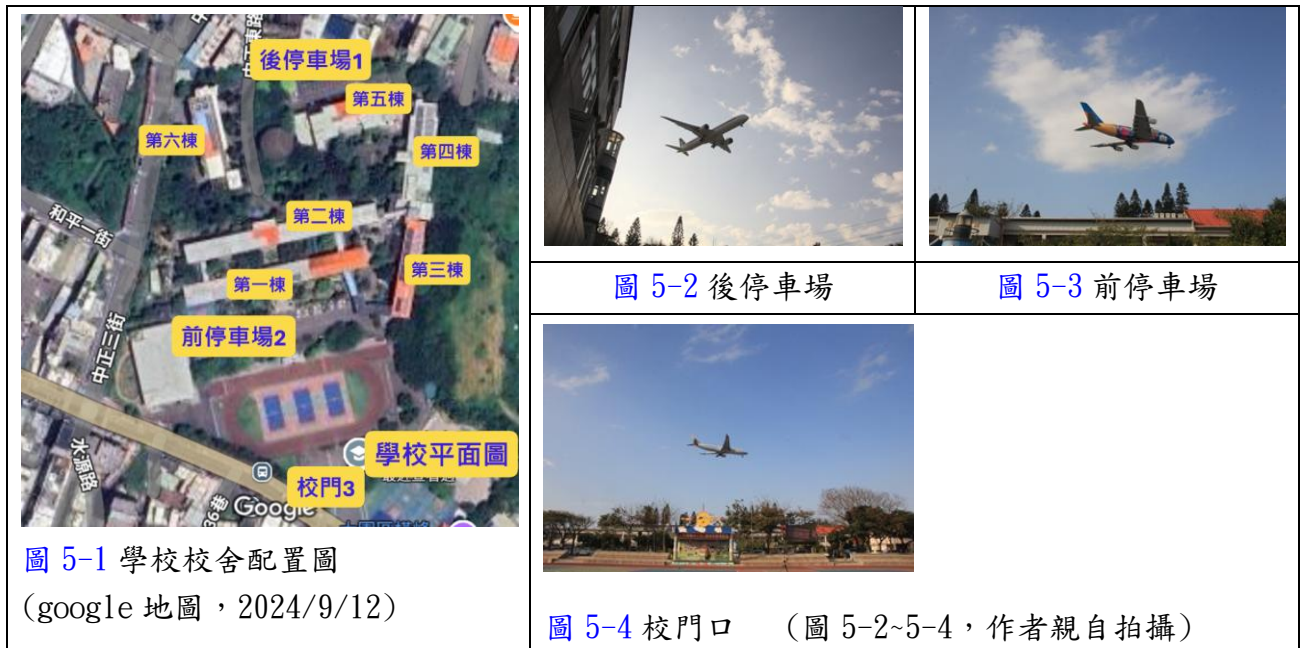 中正東路
後停車場1
第五棟
第六棟
第四棟
第二棟
和平一街
第三棟
第一棟
中正三街
前停車場2
水源路
學校平面圖
校門3
Google
圖 5-1 學校校舍配置圖
(google 地圖，2024/9/12)
圖 5-2 後停車場
圖 5-3 前停車場
圖 5-4 校門口 (圖 5-2~5-4，作者親自拍攝)